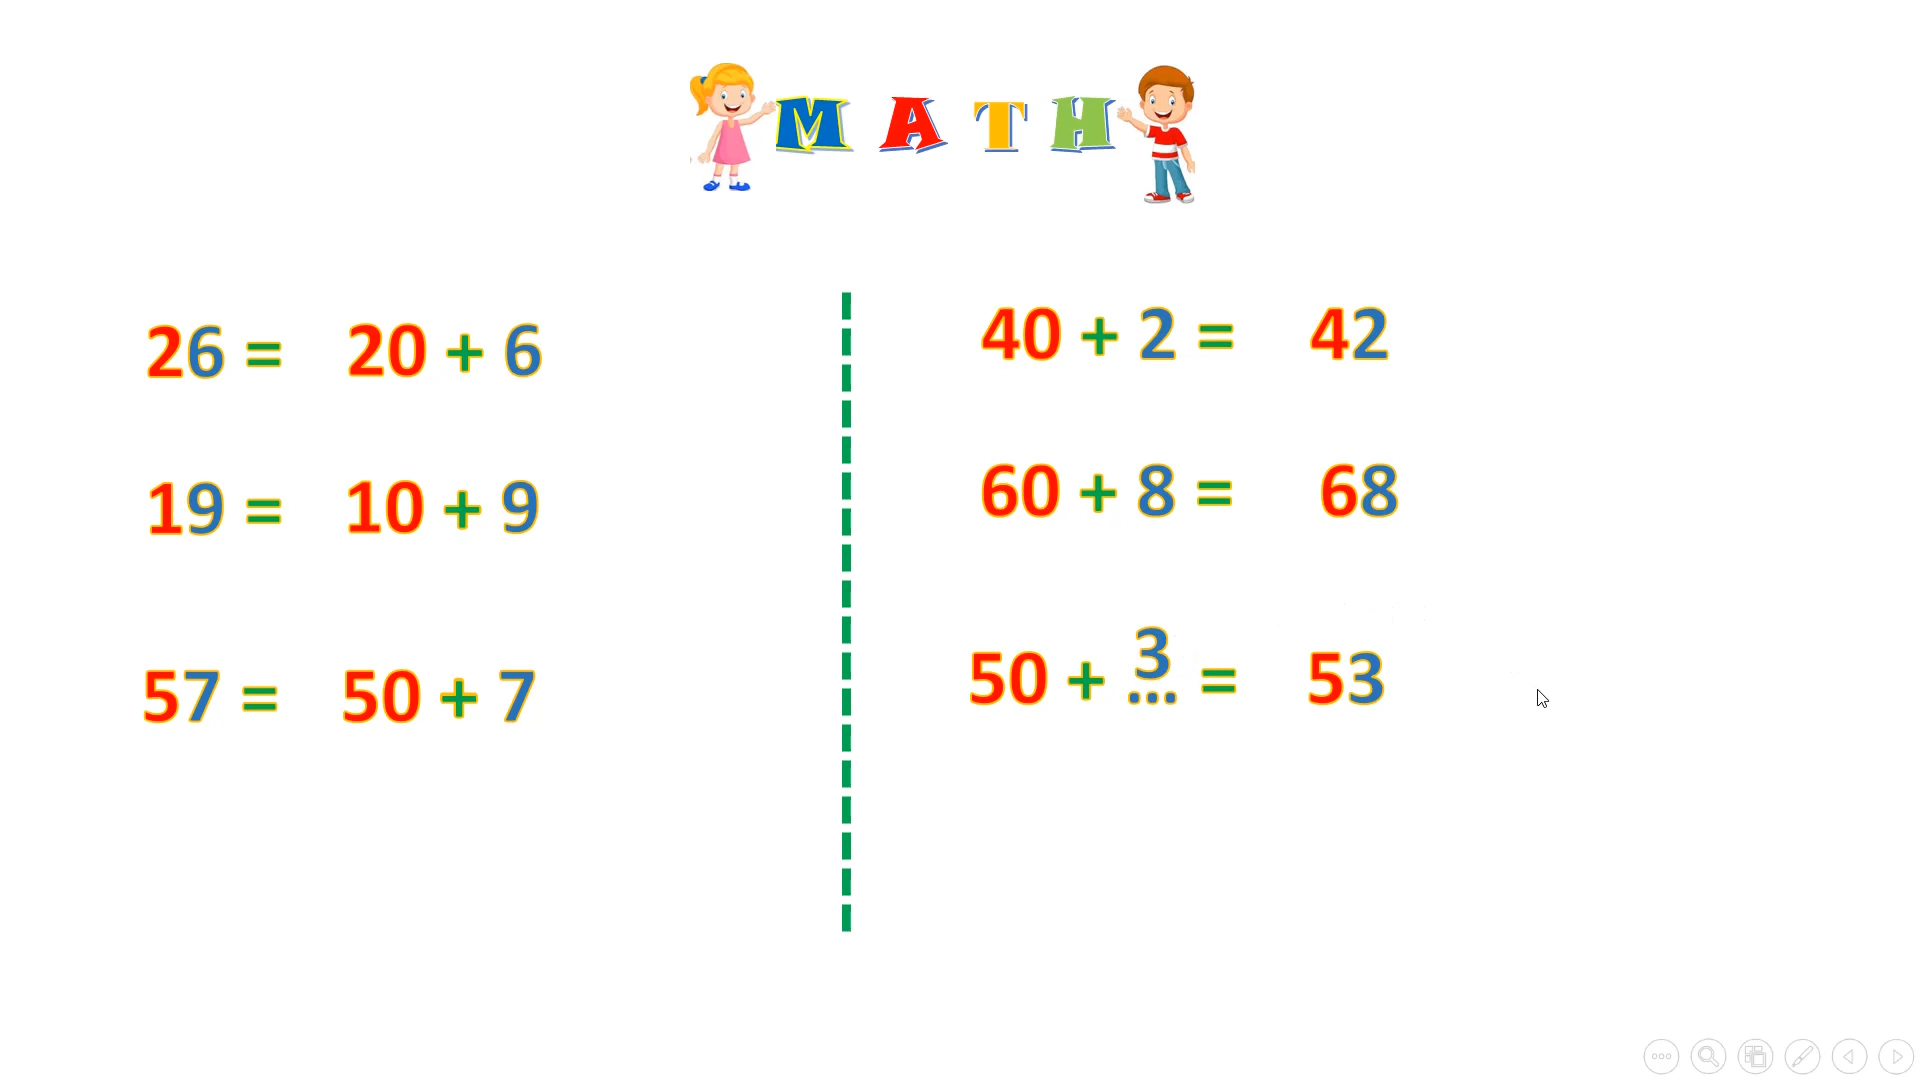 MATH
26 = 20 + 6
19 = 10 + 9
57 = 50 + 7
40 + 2 = 42
60 + 8 = 68
50 + 3... = 53